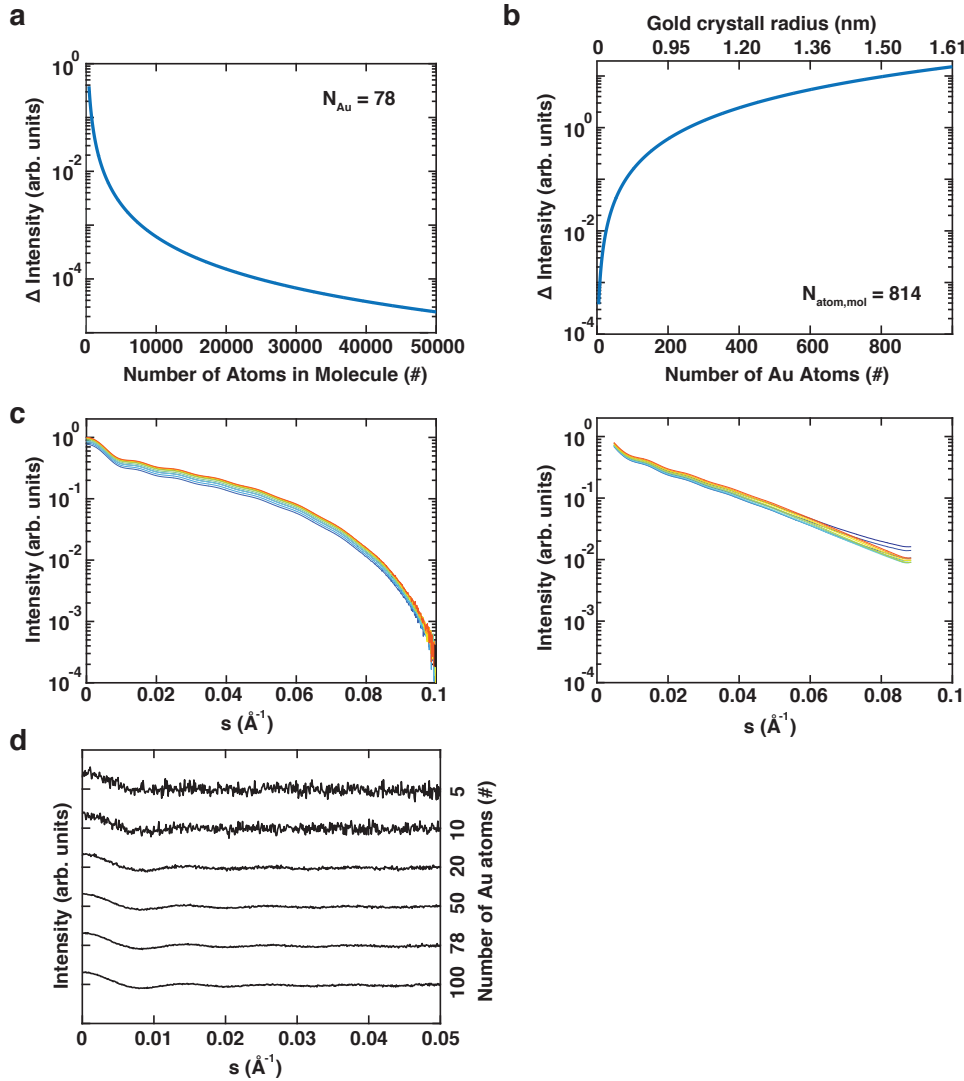 a
10^0
10^-2
10^-4
Δ Intensity (arb. units)
N_Au = 78
0 10000 20000 30000 40000 50000
Number of Atoms in Molecule (#)
b
Gold crystall radius (nm)
0 0.95 1.20 1.36 1.50 1.61
10^0
10^-2
10^-4
Δ Intensity (arb. units)
N_atom,mol = 814
0 200 400 600 800
Number of Au Atoms (#)
c
10^0
10^-1
10^-2
10^-3
10^-4
Intensity (arb. units)
0 0.02 0.04 0.06 0.08 0.1
s (Å^-1)
10^0
10^-1
10^-2
10^-3
10^-4
Intensity (arb. units)
0 0.02 0.04 0.06 0.08 0.1
s (Å^-1)
d
Intensity (arb. units)
5
10
20
50
78
100
Number of Au atoms (#)
0 0.01 0.02 0.03 0.04 0.05
s (Å^-1)